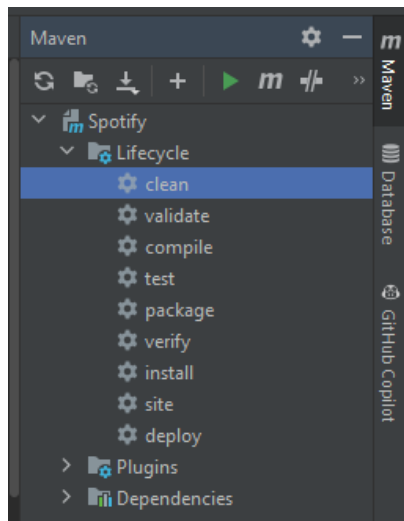 Maven
m
»
Spotify
Lifecycle
clean
validate
compile
test
package
verify
install
site
deploy
Plugins
Dependencies
m
Maven
Database
GitHub Copilot